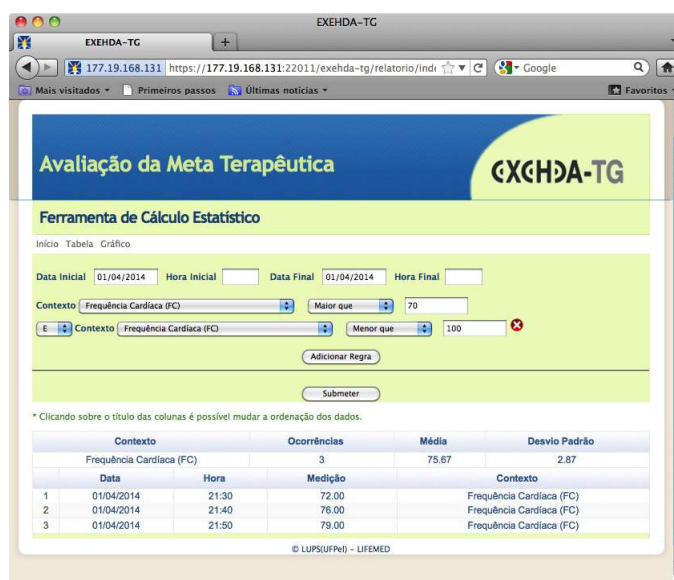 EXEHDA-TG
EXEHDA-TG +
177.19.168.131 https://177.19.168.131:22011/exehda-tg/relatorio/ind Google
Mais visitados Primeiros passos Últimas notícias Favoritos
Avaliação da Meta Terapêutica
EXEHDA-TG
Ferramenta de Cálculo Estatístico
Início Tabela Gráfico
Data Inicial 01/04/2014 Hora Inicial Data Final 01/04/2014 Hora Final
Contexto Frequência Cardíaca (FC) Maior que 70
E Contexto Frequência Cardíaca (FC) Menor que 100
Adicionar Regra
Submeter
* Clicando sobre o título das colunas é possível mudar a ordenação dos dados.
Contexto Ocorrências Média Desvio Padrão
Frequência Cardíaca (FC) 3 75.67 2.87
Data Hora Medição Contexto
1 01/04/2014 21:30 72.00 Frequência Cardíaca (FC)
2 01/04/2014 21:40 76.00 Frequência Cardíaca (FC)
3 01/04/2014 21:50 79.00 Frequência Cardíaca (FC)
© LUPS(UFPel) - LIFEMED